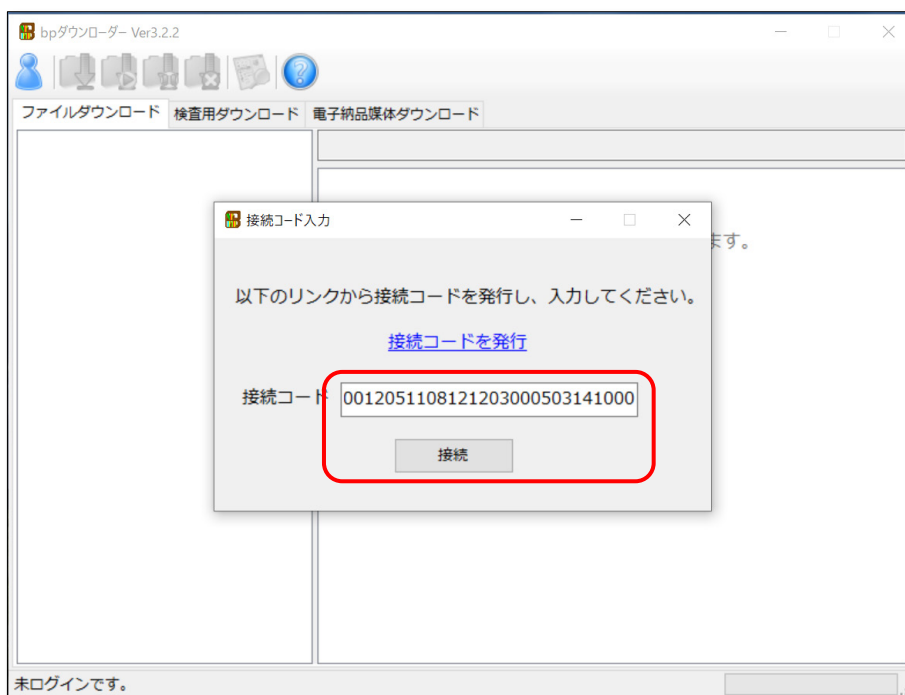 bpダウンローダー Ver3.2.2
ファイルダウンロード 検査用ダウンロード 電子納品媒体ダウンロード
接続コード入力
ます。
以下のリンクから接続コードを発行し、入力してください。
接続コードを発行
接続コード 0012051108121203000503141000
接続
未ログインです。